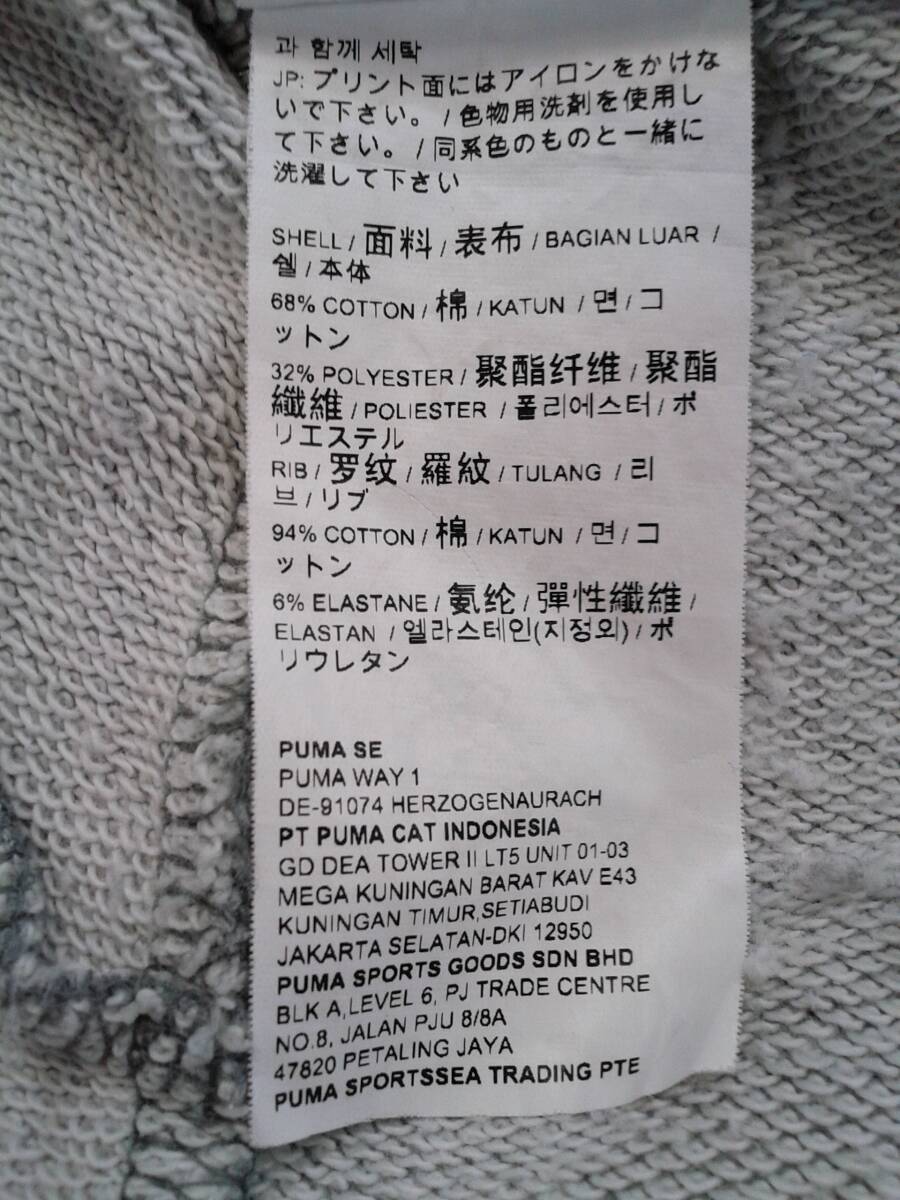 과 함께 세탁
JP: プリント面にはアイロンをかけな
いで下さい。/色物用洗剤を使用し
て下さい。/同系色のものと一緒に
洗濯して下さい
SHELL / 面料 / 表布 / BAGIAN LUAR /
쉘 / 本体
68% COTTON / 棉 / KATUN / 면 / コ
ットン
32% POLYESTER / 聚酯纤维 / 聚酯
纖維 / POLIESTER / 폴리에스터 / ポ
リエステル
RIB / 罗纹 / 羅紋 / TULANG / 리
브 / リブ
94% COTTON / 棉 / KATUN / 면 / コ
ットン
6% ELASTANE / 氨纶 / 彈性纖維 /
ELASTAN / 엘라스테인(지정외) / ポ
リウレタン
PUMA SE
PUMA WAY 1
DE-91074 HERZOGENAURACH
PT PUMA CAT INDONESIA
GD DEA TOWER II LT5 UNIT 01-03
MEGA KUNINGAN BARAT KAV E43
KUNINGAN TIMUR,SETIABUDI
JAKARTA SELATAN-DKI 12950
PUMA SPORTS GOODS SDN BHD
BLK A,LEVEL 6, PJ TRADE CENTRE
NO.8, JALAN PJU 8/8A
47820 PETALING JAYA
PUMA SPORTSSEA TRADING PTE